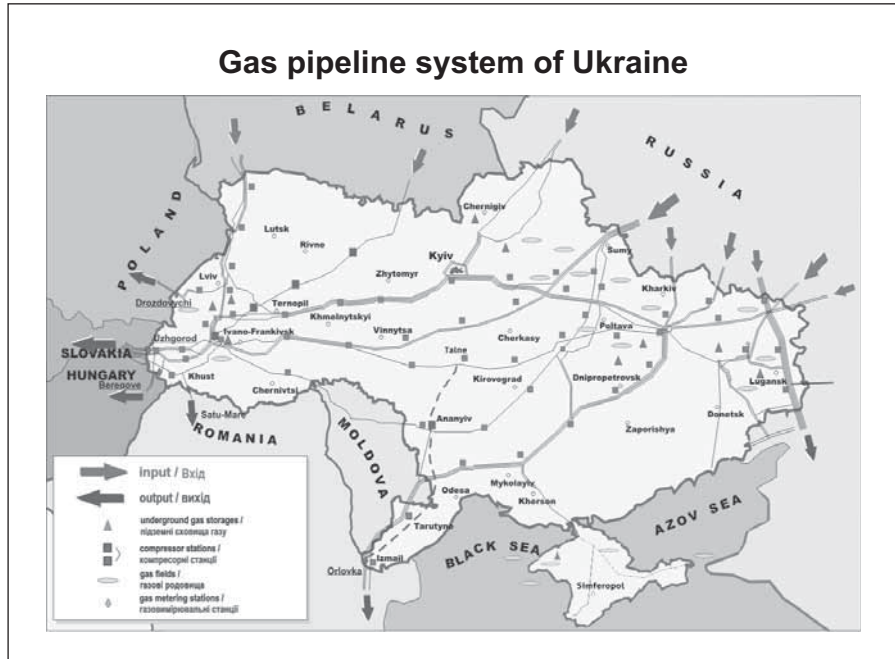 Gas pipeline system of Ukraine
BELARUS
RUSSIA
POLAND
Chernigiv
Lutsk
Rivne
Kyiv
Sumy
Zhytomyr
Lviv
Kharkiv
Drozdovychi
Ternopil
Khmelnytskyi
Ivano-Frankivsk
Vinnytsa
Cherkasy
Poltava
Uzhgorod
SLOVAKIA
Talne
HUNGARY
Beregove
Khust
Chernivtsi
Kirovograd
Dnipropetrovsk
Lugansk
Satu-Mare
Ananyiv
Donetsk
ROMANIA
Zaporishya
MOLDOVA
input / Вхід
output / вихід
Odesa
Mykolayiv
Kherson
AZOV SEA
underground gas storages /
підземні сховища газу
Tarutyne
compressor stations /
компресорні станції
BLACK SEA
Orlovka
Izmail
gas fields /
газові родовища
Simferopol
gas metering stations /
газовимірювальні станції